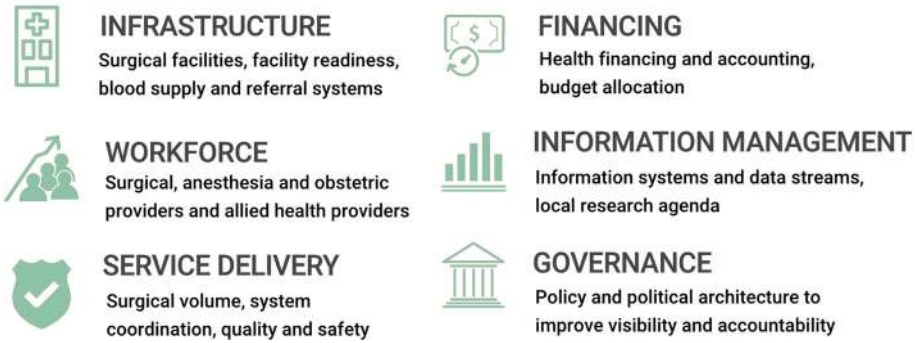 INFRASTRUCTURE
Surgical facilities, facility readiness,
blood supply and referral systems
WORKFORCE
Surgical, anesthesia and obstetric
providers and allied health providers
SERVICE DELIVERY
Surgical volume, system
coordination, quality and safety
$
FINANCING
Health financing and accounting,
budget allocation
INFORMATION MANAGEMENT
Information systems and data streams,
local research agenda
GOVERNANCE
Policy and political architecture to
improve visibility and accountability